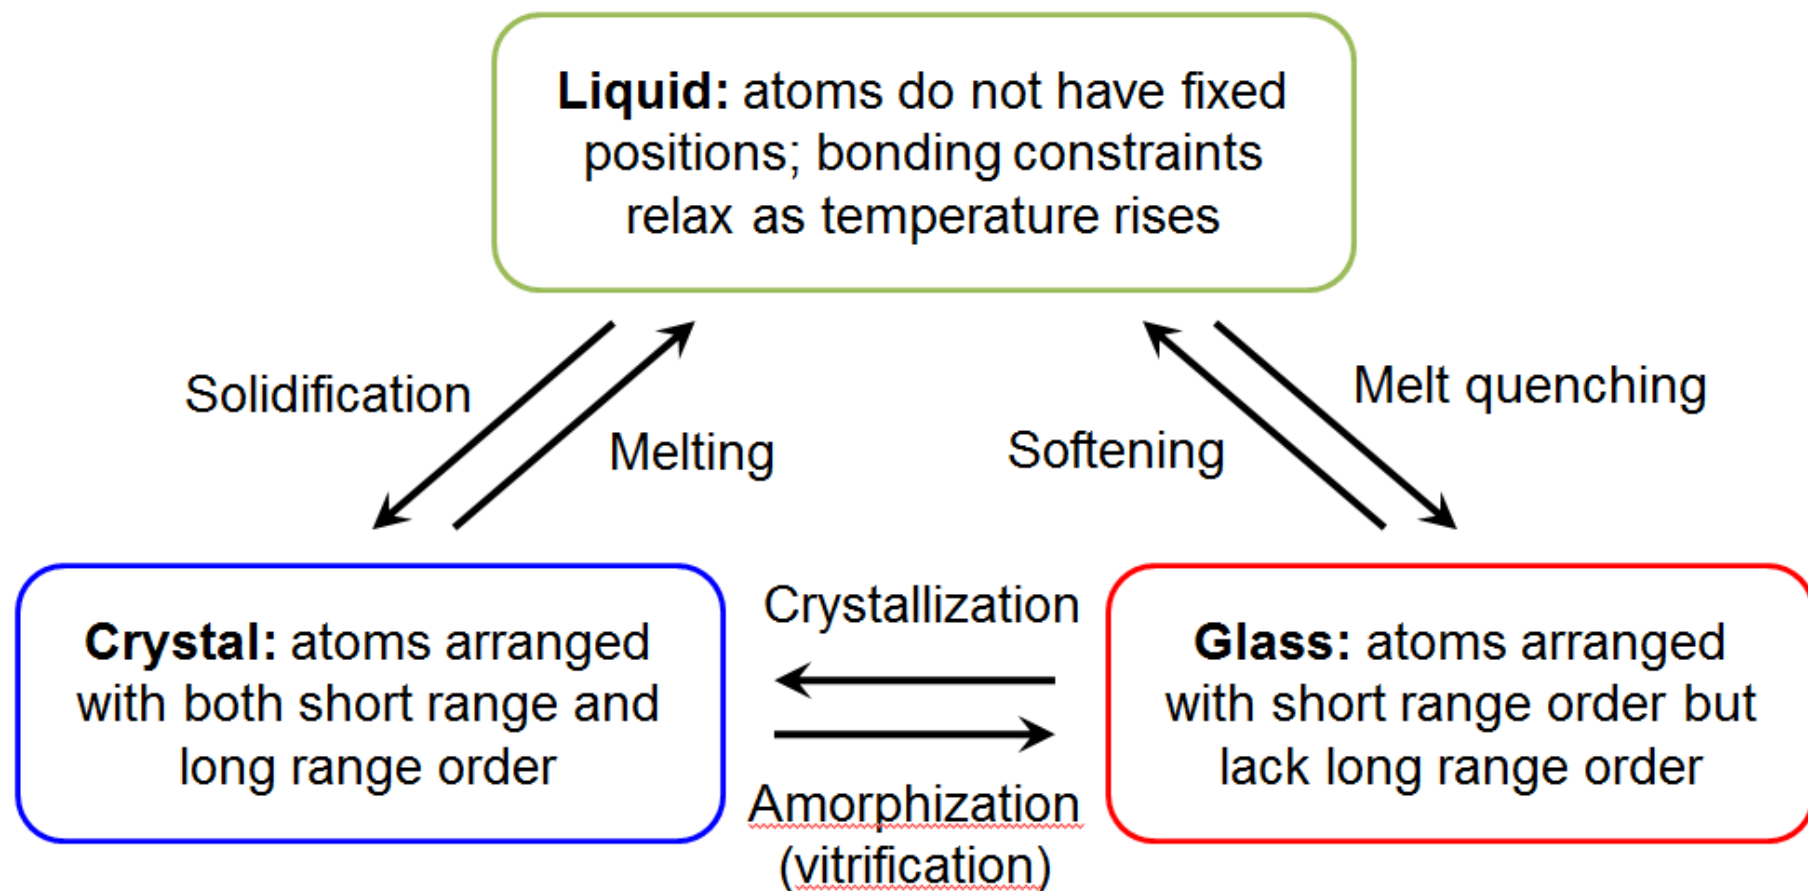 Liquid: atoms do not have fixed
positions; bonding constraints
relax as temperature rises
Solidification
Melting
Softening
Melt quenching
Crystal: atoms arranged
with both short range and
long range order
Crystallization
Amorphization
(vitrification)
Glass: atoms arranged
with short range order but
lack long range order